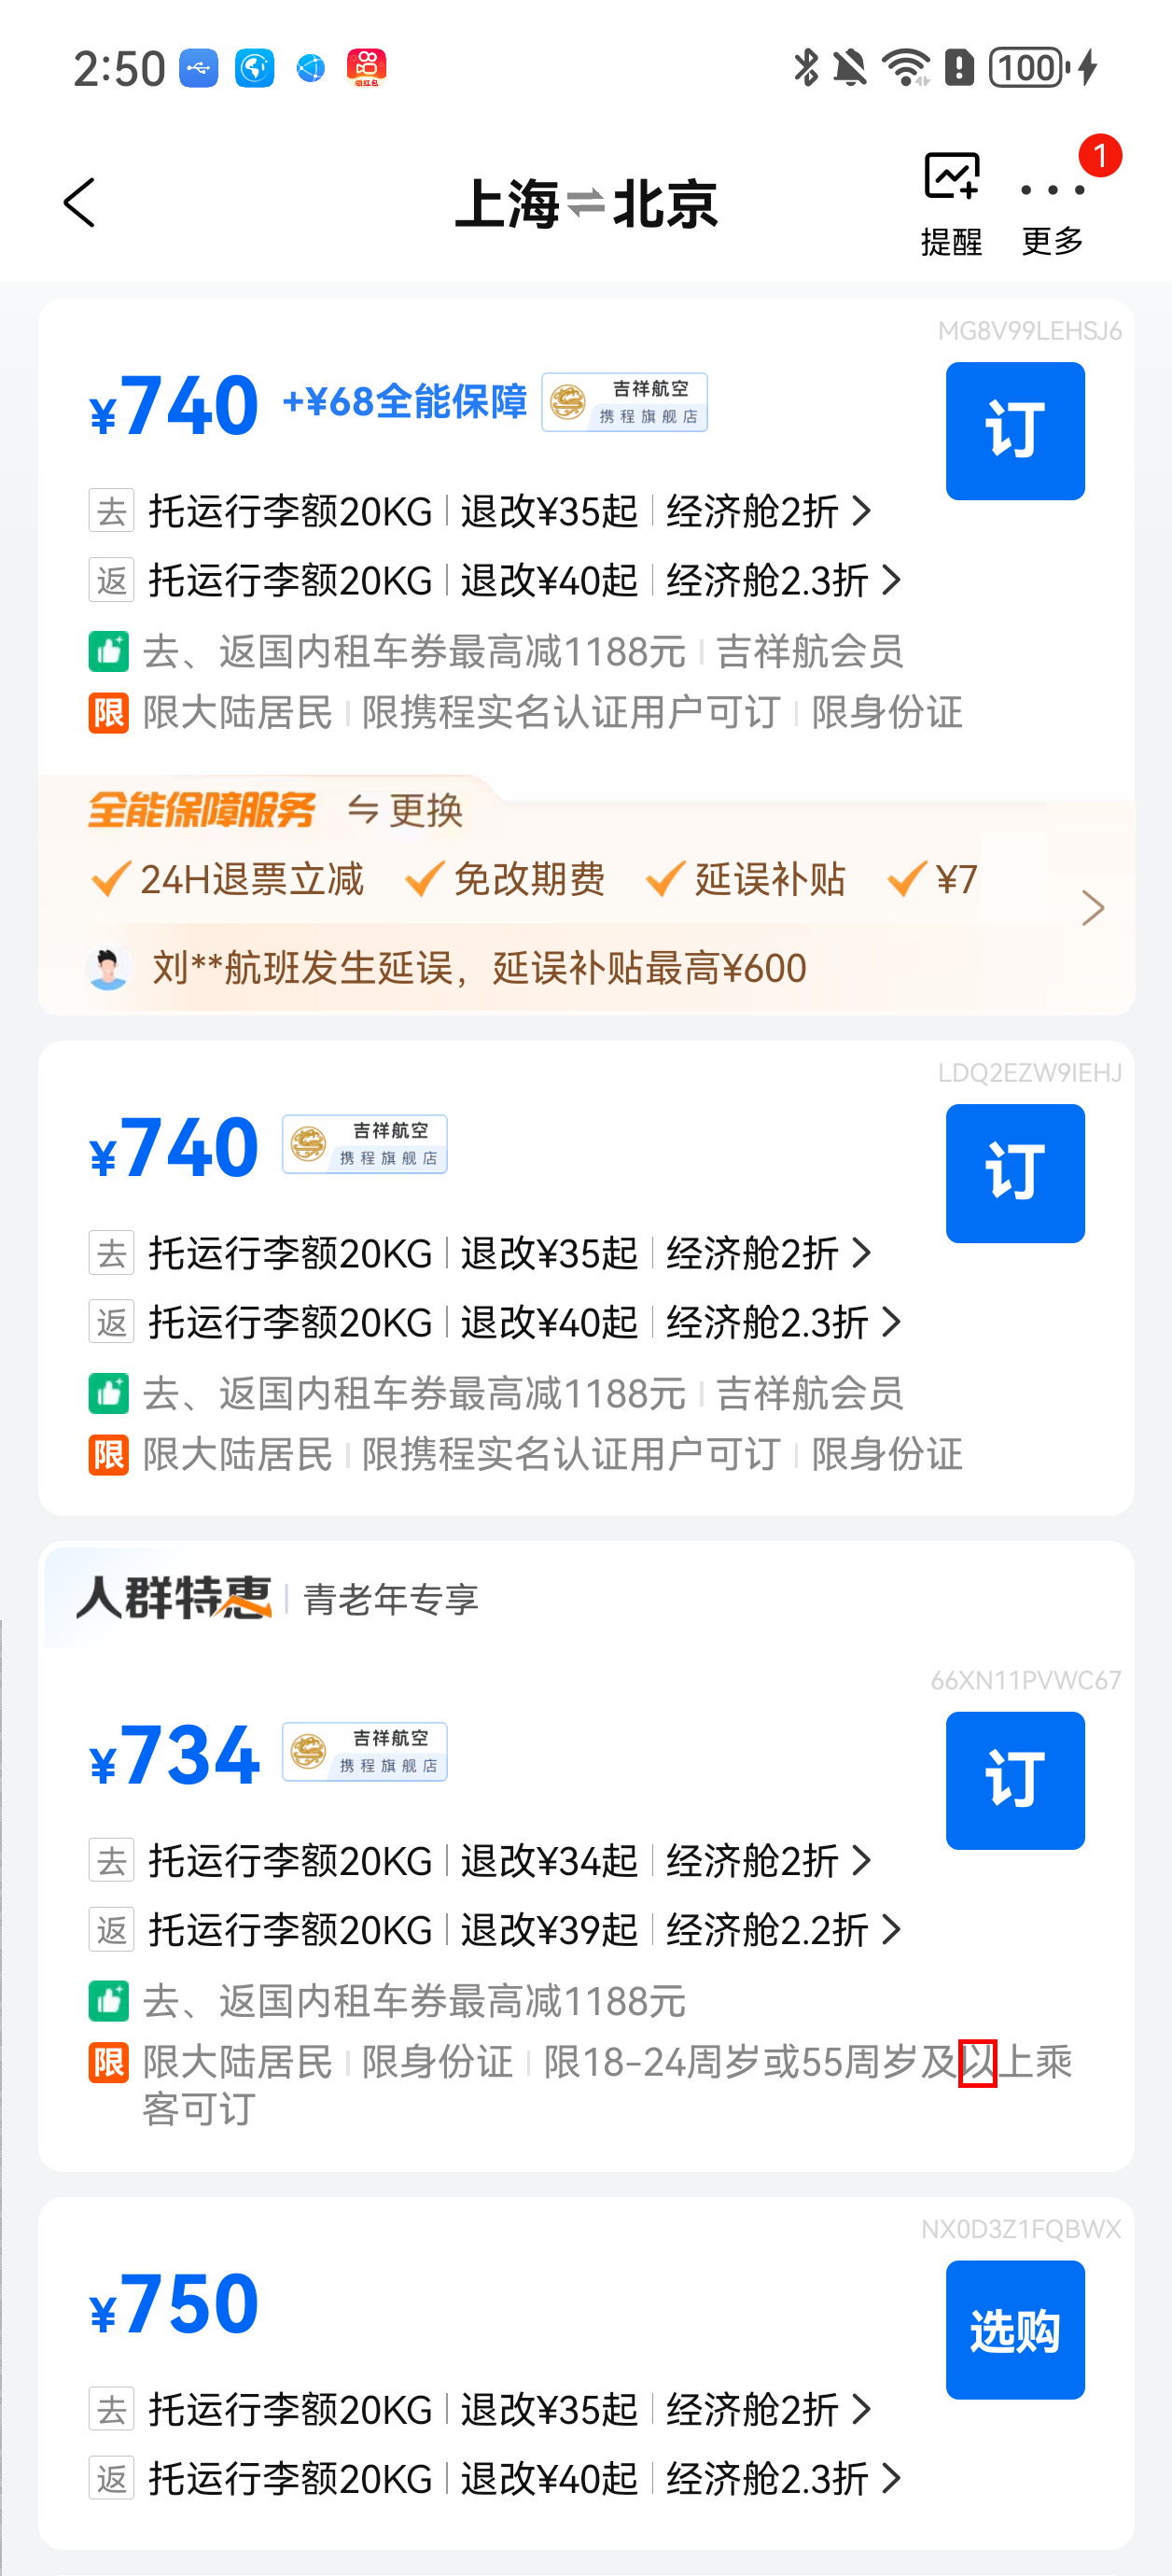 2:50
领红包
100
上海⇌北京
提醒
更多
1
MG8V99LEHSJ6
¥740 +¥68全能保障 吉祥航空 携程旗舰店
订
去 托运行李额20KG 退改¥35起 经济舱2折
返 托运行李额20KG 退改¥40起 经济舱2.3折
去、返国内租车券最高减1188元 吉祥航会员
限 限大陆居民 限携程实名认证用户可订 限身份证
全能保障服务 更换
24H退票立减 免改期费 延误补贴 ¥7
刘**航班发生延误，延误补贴最高¥600
LDQ2EZW9IEHJ
¥740 吉祥航空 携程旗舰店
订
去 托运行李额20KG 退改¥35起 经济舱2折
返 托运行李额20KG 退改¥40起 经济舱2.3折
去、返国内租车券最高减1188元 吉祥航会员
限 限大陆居民 限携程实名认证用户可订 限身份证
人群特惠 青老年专享
66XN11PVWC67
¥734 吉祥航空 携程旗舰店
订
去 托运行李额20KG 退改¥34起 经济舱2折
返 托运行李额20KG 退改¥39起 经济舱2.2折
去、返国内租车券最高减1188元
限 限大陆居民 限身份证 限18-24周岁或55周岁及以上乘
客可订
NX0D3Z1FQBWX
¥750
选购
去 托运行李额20KG 退改¥35起 经济舱2折
返 托运行李额20KG 退改¥40起 经济舱2.3折